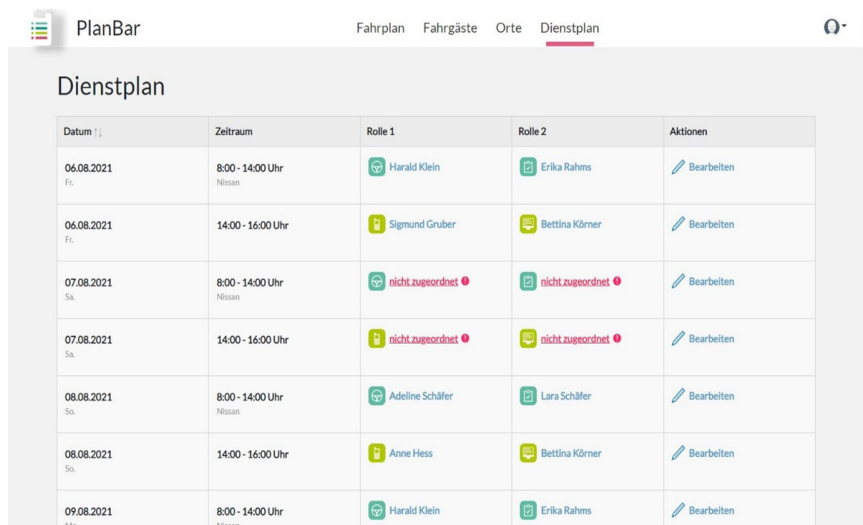 PlanBar
Fahrplan Fahrgäste Orte Dienstplan
Dienstplan
Datum ↑↓ Zeitraum Rolle 1 Rolle 2 Aktionen
06.08.2021 8:00 - 14:00 Uhr Harald Klein Erika Rahms Bearbeiten
Fr. Nissan
06.08.2021 14:00 - 16:00 Uhr Sigmund Gruber Bettina Körner Bearbeiten
Fr.
07.08.2021 8:00 - 14:00 Uhr nicht zugeordnet nicht zugeordnet Bearbeiten
Sa. Nissan
07.08.2021 14:00 - 16:00 Uhr nicht zugeordnet nicht zugeordnet Bearbeiten
Sa.
08.08.2021 8:00 - 14:00 Uhr Adeline Schäfer Lara Schäfer Bearbeiten
So. Nissan
08.08.2021 14:00 - 16:00 Uhr Anne Hess Bettina Körner Bearbeiten
So.
09.08.2021 8:00 - 14:00 Uhr Harald Klein Erika Rahms Bearbeiten